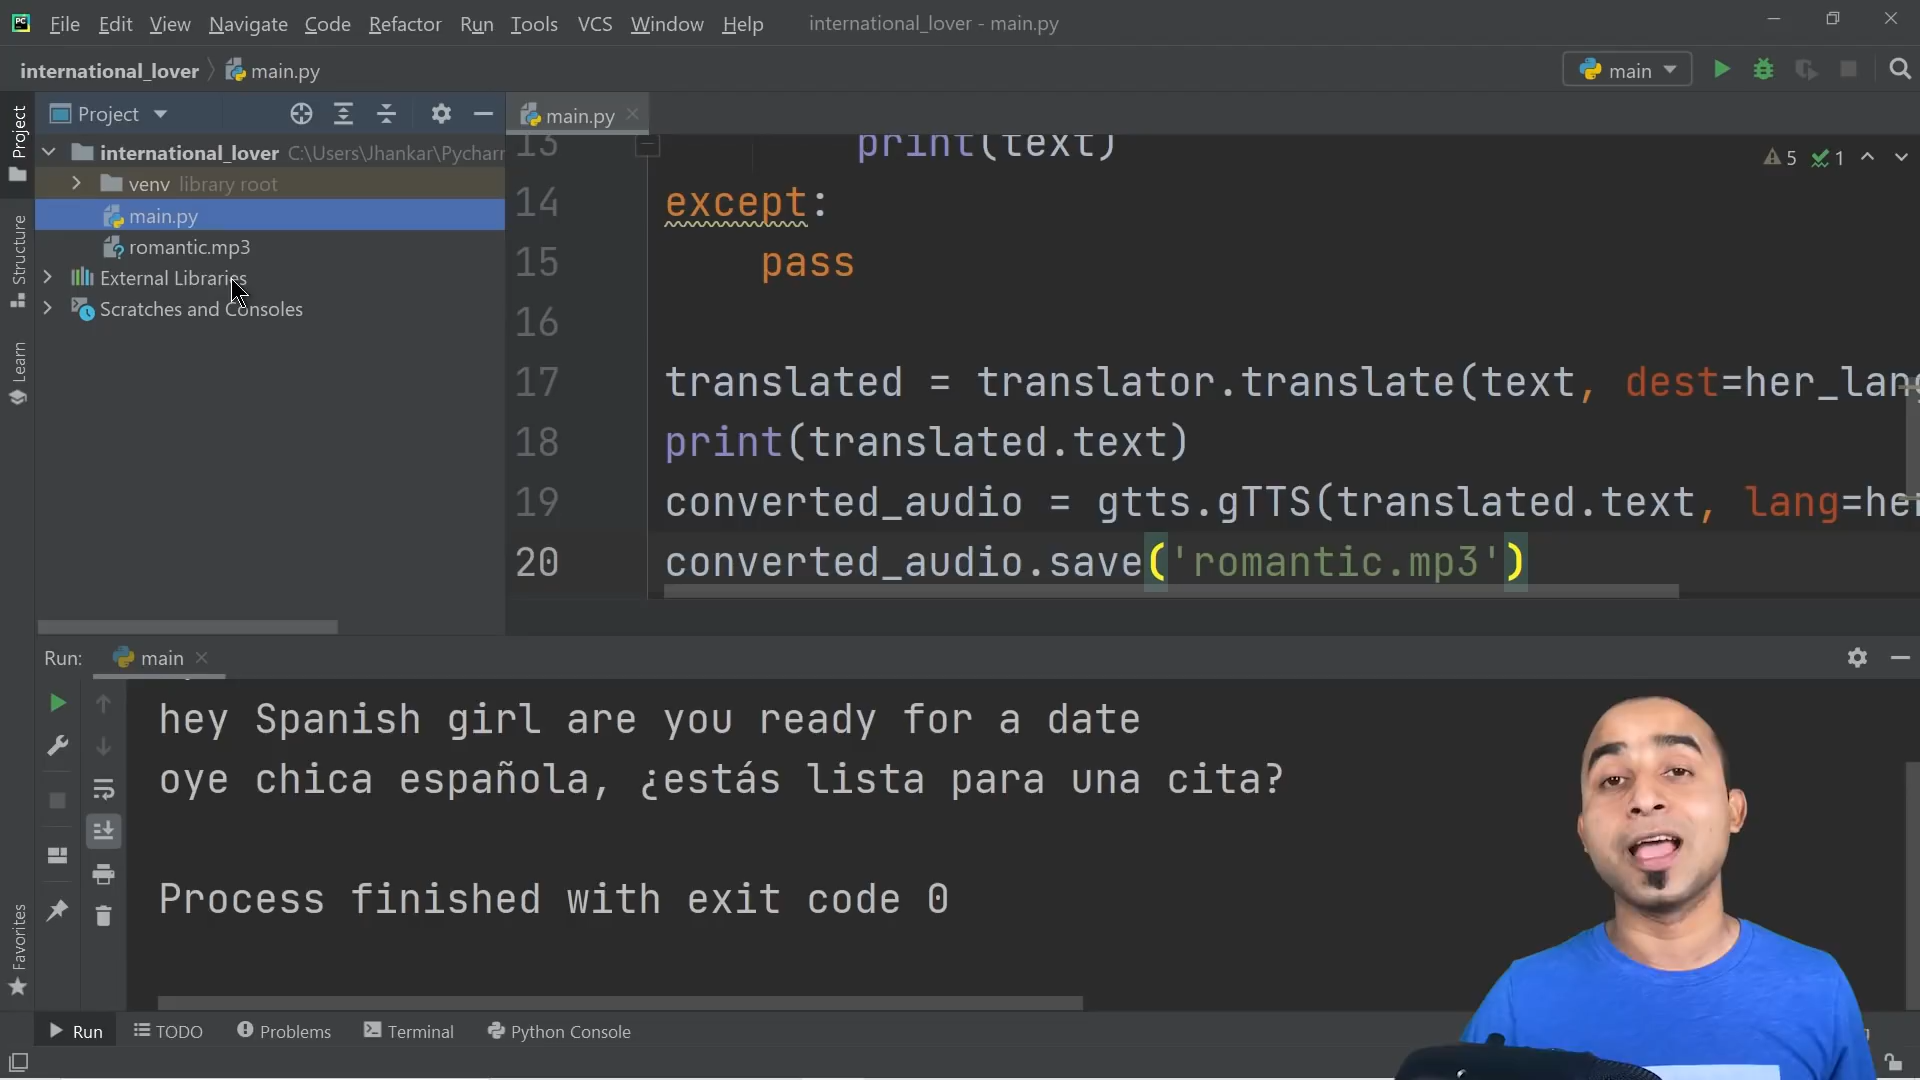 File Edit View Navigate Code Refactor Run Tools VCS Window Help international_lover - main.py
international_lover main.py main
Project
Structure
Learn
Favorites
Project
international_lover C:\Users\Jhankar\Pycharm
venv library root
main.py
romantic.mp3
External Libraries
Scratches and Consoles
main.py
5 1
13 print(text)
14 except:
15 pass
16
17 translated = translator.translate(text, dest=her_lang
18 print(translated.text)
19 converted_audio = gtts.gTTS(translated.text, lang=her
20 converted_audio.save('romantic.mp3')
Run: main
hey Spanish girl are you ready for a date
oye chica española, ¿estás lista para una cita?
Process finished with exit code 0
Run TODO Problems Terminal Python Console